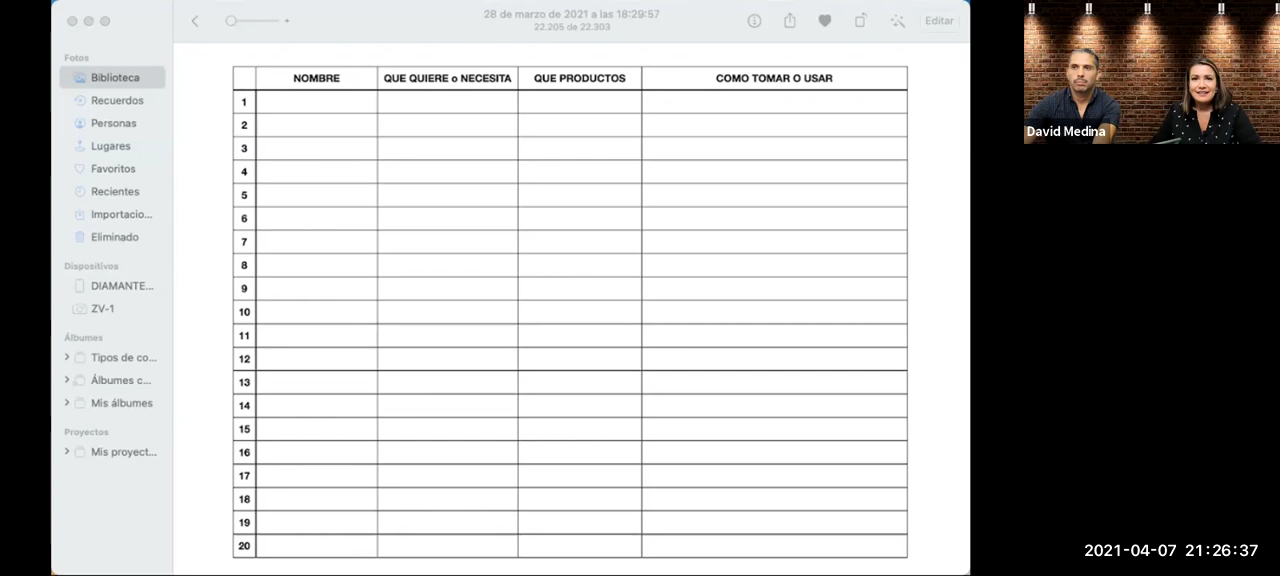 28 de marzo de 2021 a las 18:29:57
22.205 de 22.303
Editar
Fotos
Biblioteca
Recuerdos
Personas
Lugares
Favoritos
Recientes
Importacio...
Eliminado
Dispositivos
DIAMANTE...
ZV-1
Álbumes
Tipos de co...
Álbumes c...
Mis álbumes
Proyectos
Mis proyect...
NOMBRE QUE QUIERE o NECESITA QUE PRODUCTOS COMO TOMAR O USAR
1
2
3
4
5
6
7
8
9
10
11
12
13
14
15
16
17
18
19
20
David Medina
2021-04-07 21:26:37